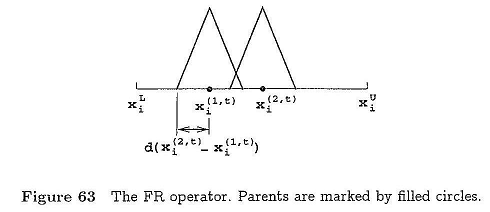 x_i^L x_i^(1,t) x_i^(2,t) x_i^U
d(x_i^(2,t) - x_i^(1,t))
Figure 63 The FR operator. Parents are marked by filled circles.